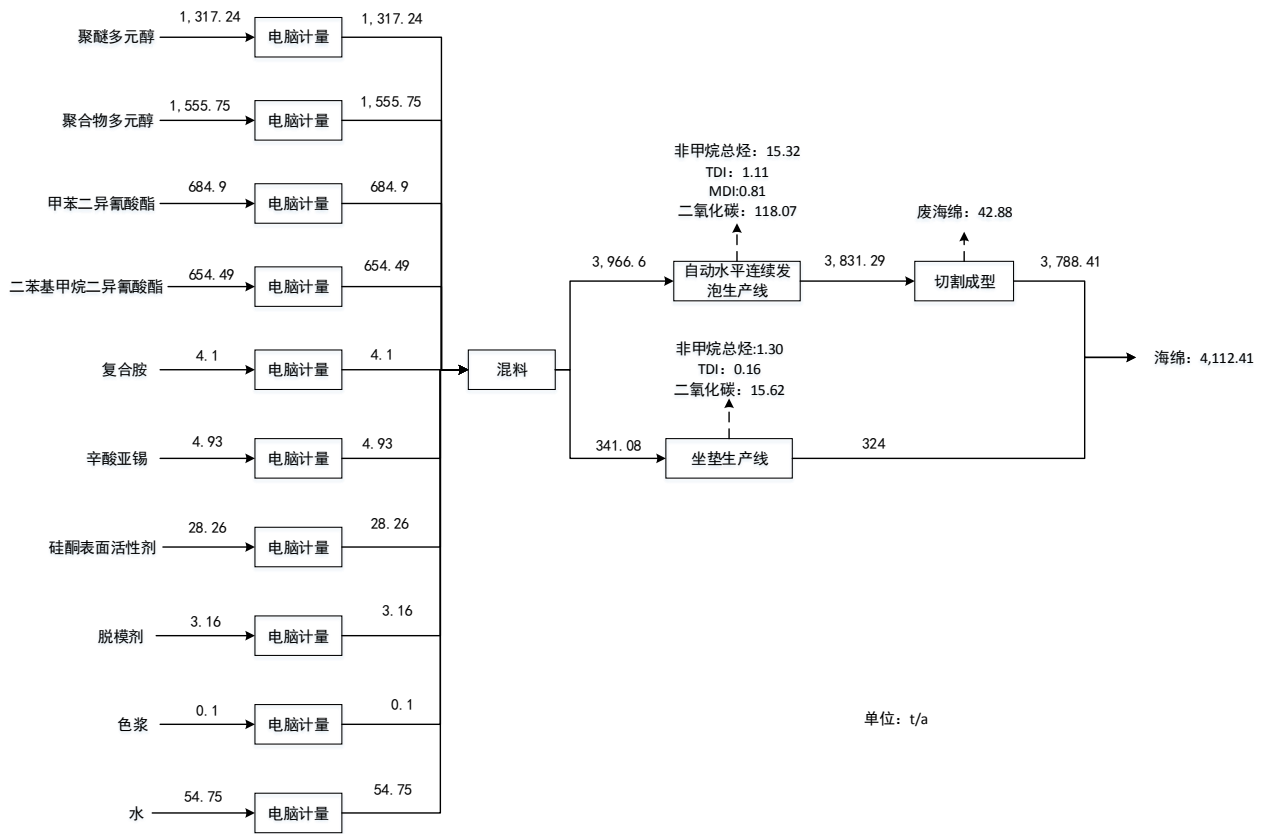 聚醚多元醇
1,317.24
电脑计量
1,317.24
聚合物多元醇
1,555.75
电脑计量
1,555.75
甲苯二异氰酸酯
684.9
电脑计量
684.9
二苯基甲烷二异氰酸酯
654.49
电脑计量
654.49
复合胺
4.1
电脑计量
4.1
辛酸亚锡
4.93
电脑计量
4.93
硅酮表面活性剂
28.26
电脑计量
28.26
脱模剂
3.16
电脑计量
3.16
色浆
0.1
电脑计量
0.1
水
54.75
电脑计量
54.75
混料
3,966.6
非甲烷总烃：15.32
TDI：1.11
MDI:0.81
二氧化碳：118.07
自动水平连续发
泡生产线
3,831.29
废海绵：42.88
切割成型
3,788.41
341.08
非甲烷总烃:1.30
TDI：0.16
二氧化碳：15.62
坐垫生产线
324
海绵：4,112.41
单位：t/a